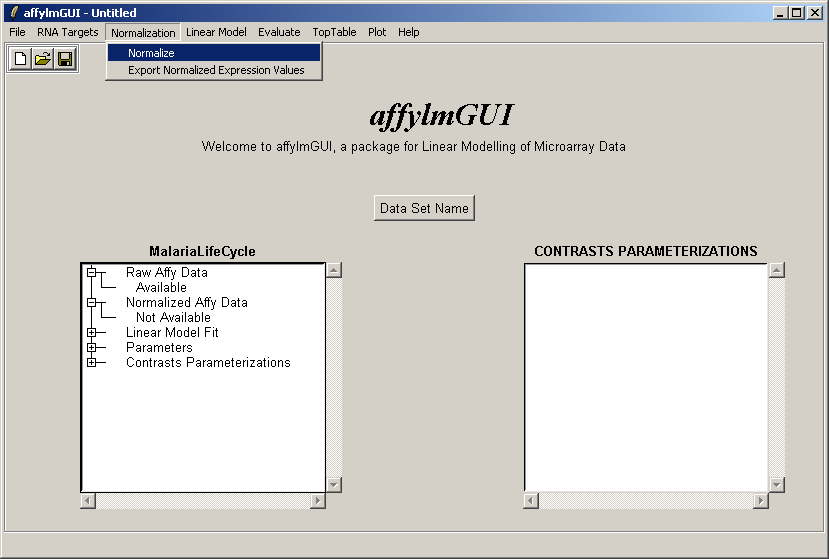 affylmGUI - Untitled
File RNA Targets Normalization Linear Model Evaluate TopTable Plot Help
Normalize
Export Normalized Expression Values
affylmGUI
Welcome to affylmGUI, a package for Linear Modelling of Microarray Data
Data Set Name
MalariaLifeCycle
Raw Affy Data
Available
Normalized Affy Data
Not Available
Linear Model Fit
Parameters
Contrasts Parameterizations
CONTRASTS PARAMETERIZATIONS